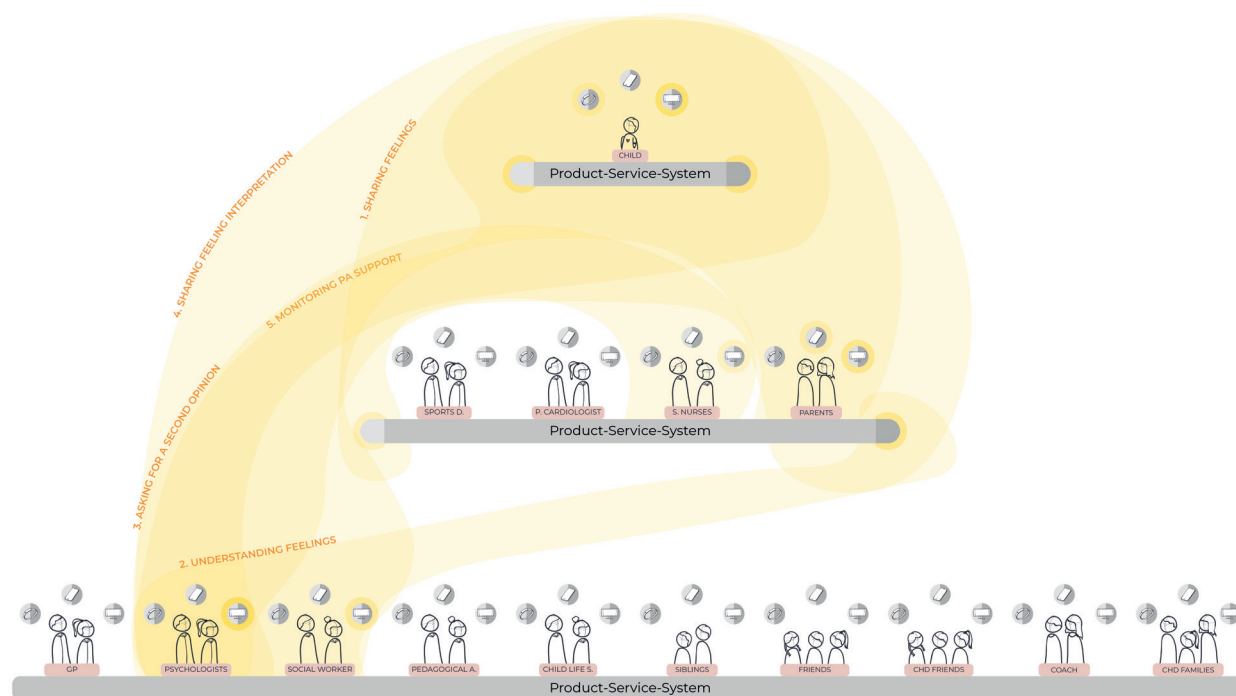 CHILD
Product-Service-System
1. SHARING FEELINGS
4. SHARING FEELING INTERPRETATION
5. MONITORING PA SUPPORT
3. ASKING FOR A SECOND OPINION
SPORTS D.
P. CARDIOLOGIST
S. NURSES
PARENTS
Product-Service-System
2. UNDERSTANDING FEELINGS
GP
PSYCHOLOGISTS
SOCIAL WORKER
PEDAGOGICAL A.
CHILD LIFE S.
SIBLINGS
FRIENDS
CHD FRIENDS
COACH
CHD FAMILIES
Product-Service-System